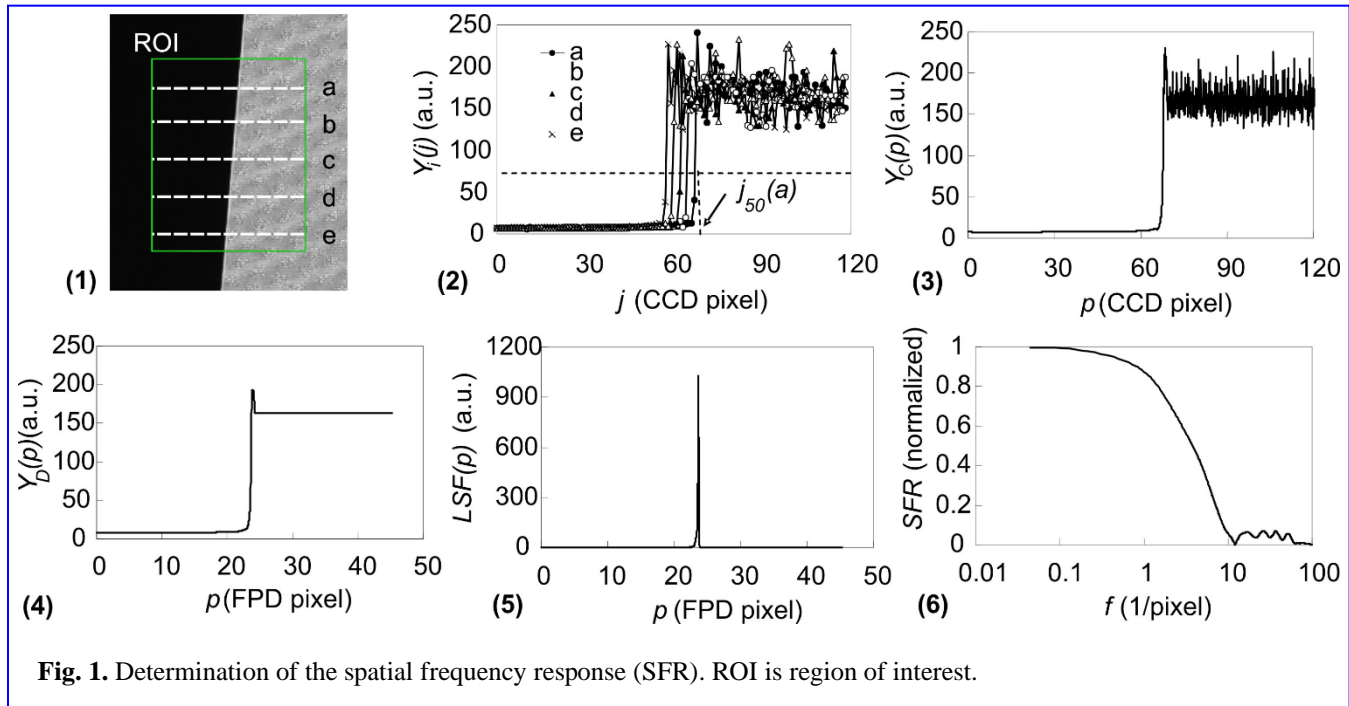 ROI
a
b
c
d
e
(1)
250
200
150
100
50
0
Y_i(j) (a.u.)
a
b
c
d
e
j_50(a)
0 30 60 90 120
j (CCD pixel)
(2)
250
200
150
100
50
0
Y_C(p)(a.u.)
0 30 60 90 120
p (CCD pixel)
(3)
250
200
150
100
50
0
Y_D(p)(a.u.)
0 10 20 30 40 50
p (FPD pixel)
(4)
1200
900
600
300
0
LSF(p) (a.u.)
0 10 20 30 40 50
p (FPD pixel)
(5)
1
0.8
0.6
0.4
0.2
0
SFR (normalized)
0.01 0.1 1 10 100
f (1/pixel)
(6)
Fig. 1. Determination of the spatial frequency response (SFR). ROI is region of interest.